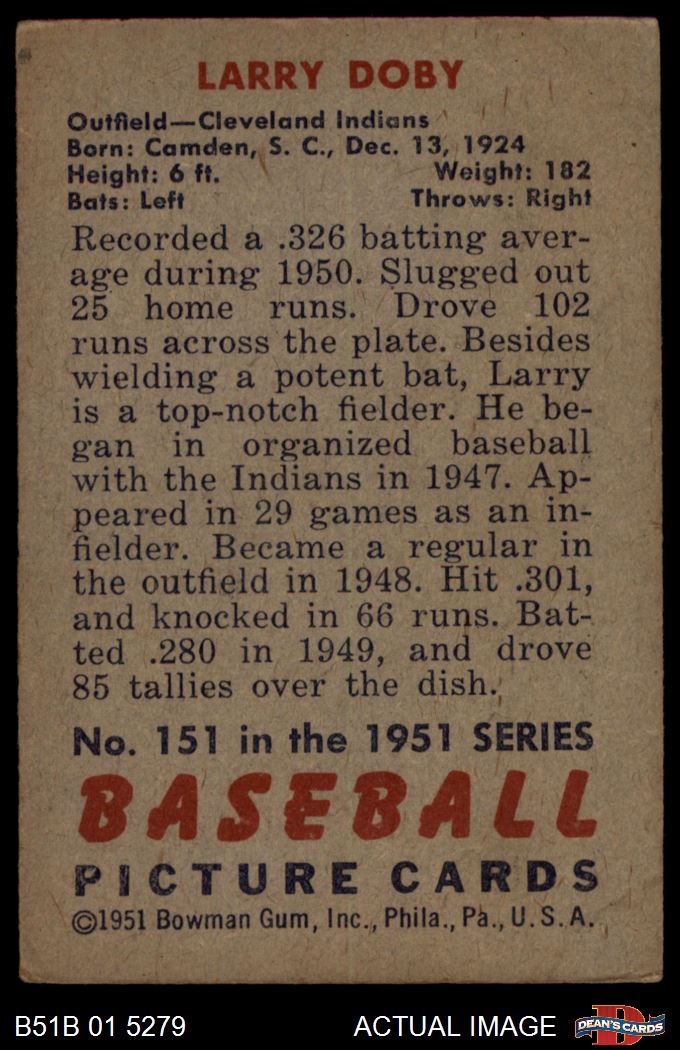 LARRY DOBY
Outfield—Cleveland Indians
Born: Camden, S. C., Dec. 13, 1924
Height: 6 ft. Weight: 182
Bats: Left Throws: Right
Recorded a .326 batting aver-
age during 1950. Slugged out
25 home runs. Drove 102
runs across the plate. Besides
wielding a potent bat, Larry
is a top-notch fielder. He be-
gan in organized baseball
with the Indians in 1947. Ap-
peared in 29 games as an in-
fielder. Became a regular in
the outfield in 1948. Hit .301,
and knocked in 66 runs. Bat-
ted .280 in 1949, and drove
85 tallies over the dish.
No. 151 in the 1951 SERIES
BASEBALL
PICTURE CARDS
©1951 Bowman Gum, Inc., Phila., Pa., U.S.A.
B51B 01 5279 ACTUAL IMAGE D DEAN'S CARDS